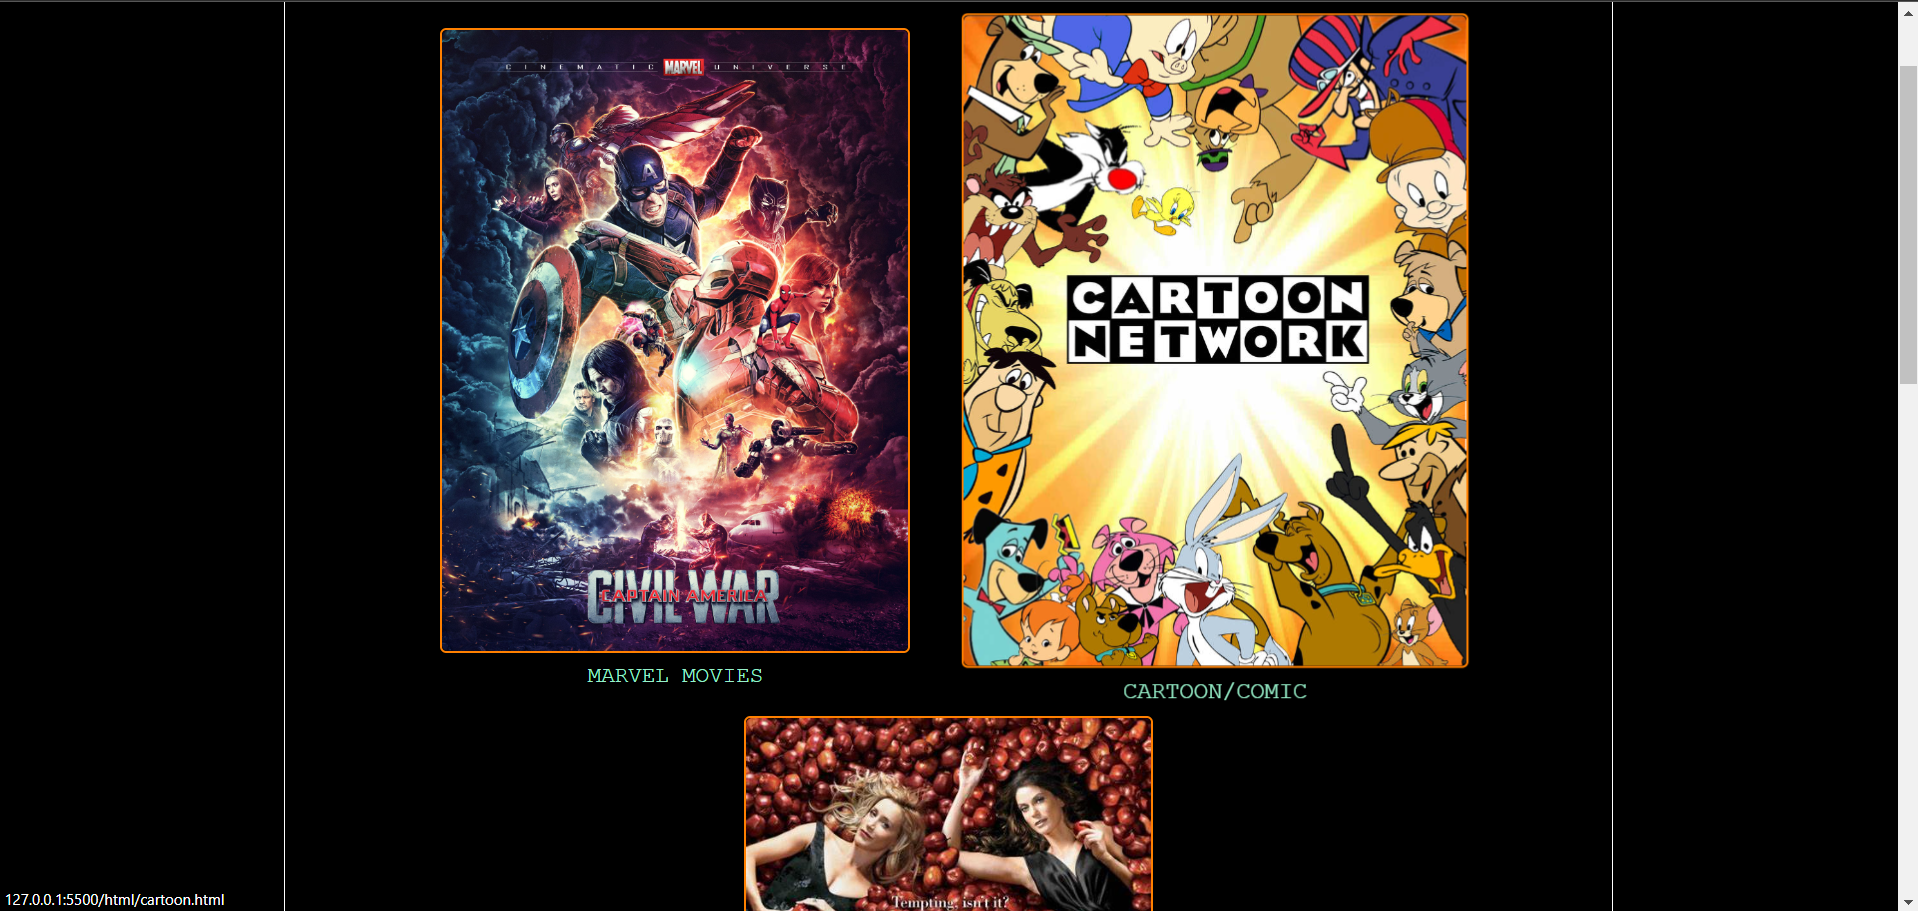 CINEMATIC MARVEL UNIVERSE
CIVIL WAR
CAPTAIN AMERICA
MARVEL MOVIES
CARTOON
NETWORK
CARTOON/COMIC
Tempting, isn't it?
127.0.0.1:5500/html/cartoon.html